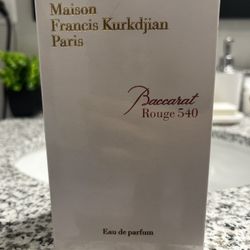 Maison
Francis Kurkdjian
Paris
Baccarat
Rouge 540
Eau de parfum